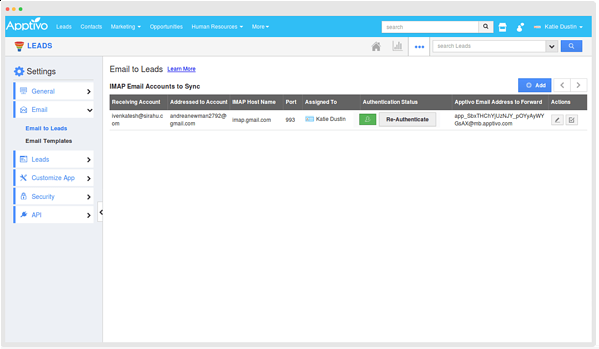 Apptivo Leads Contacts Marketing Opportunities Human Resources More search Katie Dustin
LEADS search Leads
Settings
General
Email
Email to Leads
Email Templates
Leads
Customize App
Security
API
Email to Leads Learn More
IMAP Email Accounts to Sync Add
Receiving Account Addressed to Account IMAP Host Name Port Assigned To Authentication Status Apptivo Email Address to Forward Actions
ivenkatesh@sirahu.c andreanewman2792@ imap.gmail.com 993 Katie Dustin Re-Authenticate
om gmail.com mb.apptivo.com